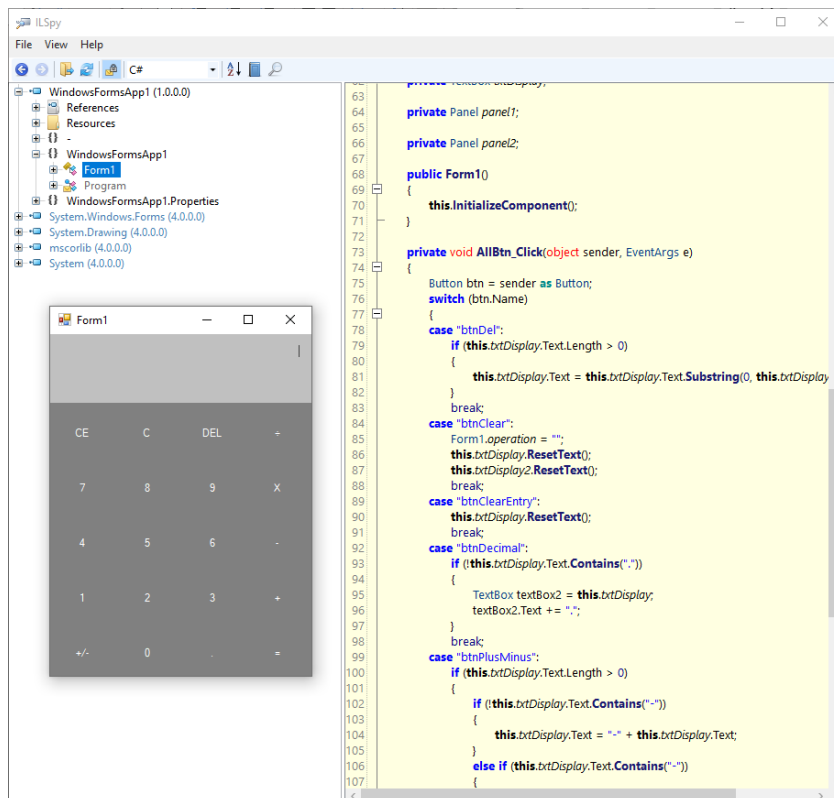 ILSpy
File View Help
C#
WindowsFormsApp1 (1.0.0.0)
References
Resources
{} -
{} WindowsFormsApp1
Form1
Program
{} WindowsFormsApp1.Properties
System.Windows.Forms (4.0.0.0)
System.Drawing (4.0.0.0)
mscorlib (4.0.0.0)
System (4.0.0.0)
Form1
CE C DEL ÷
7 8 9 X
4 5 6 -
1 2 3 +
+/- 0 . =
62 private TextBox txtDisplay;
63
64 private Panel panel1;
65
66 private Panel panel2;
67
68 public Form1()
69 {
70 this.InitializeComponent();
71 }
72
73 private void AllBtn_Click(object sender, EventArgs e)
74 {
75 Button btn = sender as Button;
76 switch (btn.Name)
77 {
78 case "btnDel":
79 if (this.txtDisplay.Text.Length > 0)
80 {
81 this.txtDisplay.Text = this.txtDisplay.Text.Substring(0, this.txtDisplay
82 }
83 break;
84 case "btnClear":
85 Form1.operation = "";
86 this.txtDisplay.ResetText();
87 this.txtDisplay2.ResetText();
88 break;
89 case "btnClearEntry":
90 this.txtDisplay.ResetText();
91 break;
92 case "btnDecimal":
93 if (!this.txtDisplay.Text.Contains("."))
94 {
95 TextBox textBox2 = this.txtDisplay;
96 textBox2.Text += ".";
97 }
98 break;
99 case "btnPlusMinus":
100 if (this.txtDisplay.Text.Length > 0)
101 {
102 if (!this.txtDisplay.Text.Contains("-"))
103 {
104 this.txtDisplay.Text = "-" + this.txtDisplay.Text;
105 }
106 else if (this.txtDisplay.Text.Contains("-"))
107 {